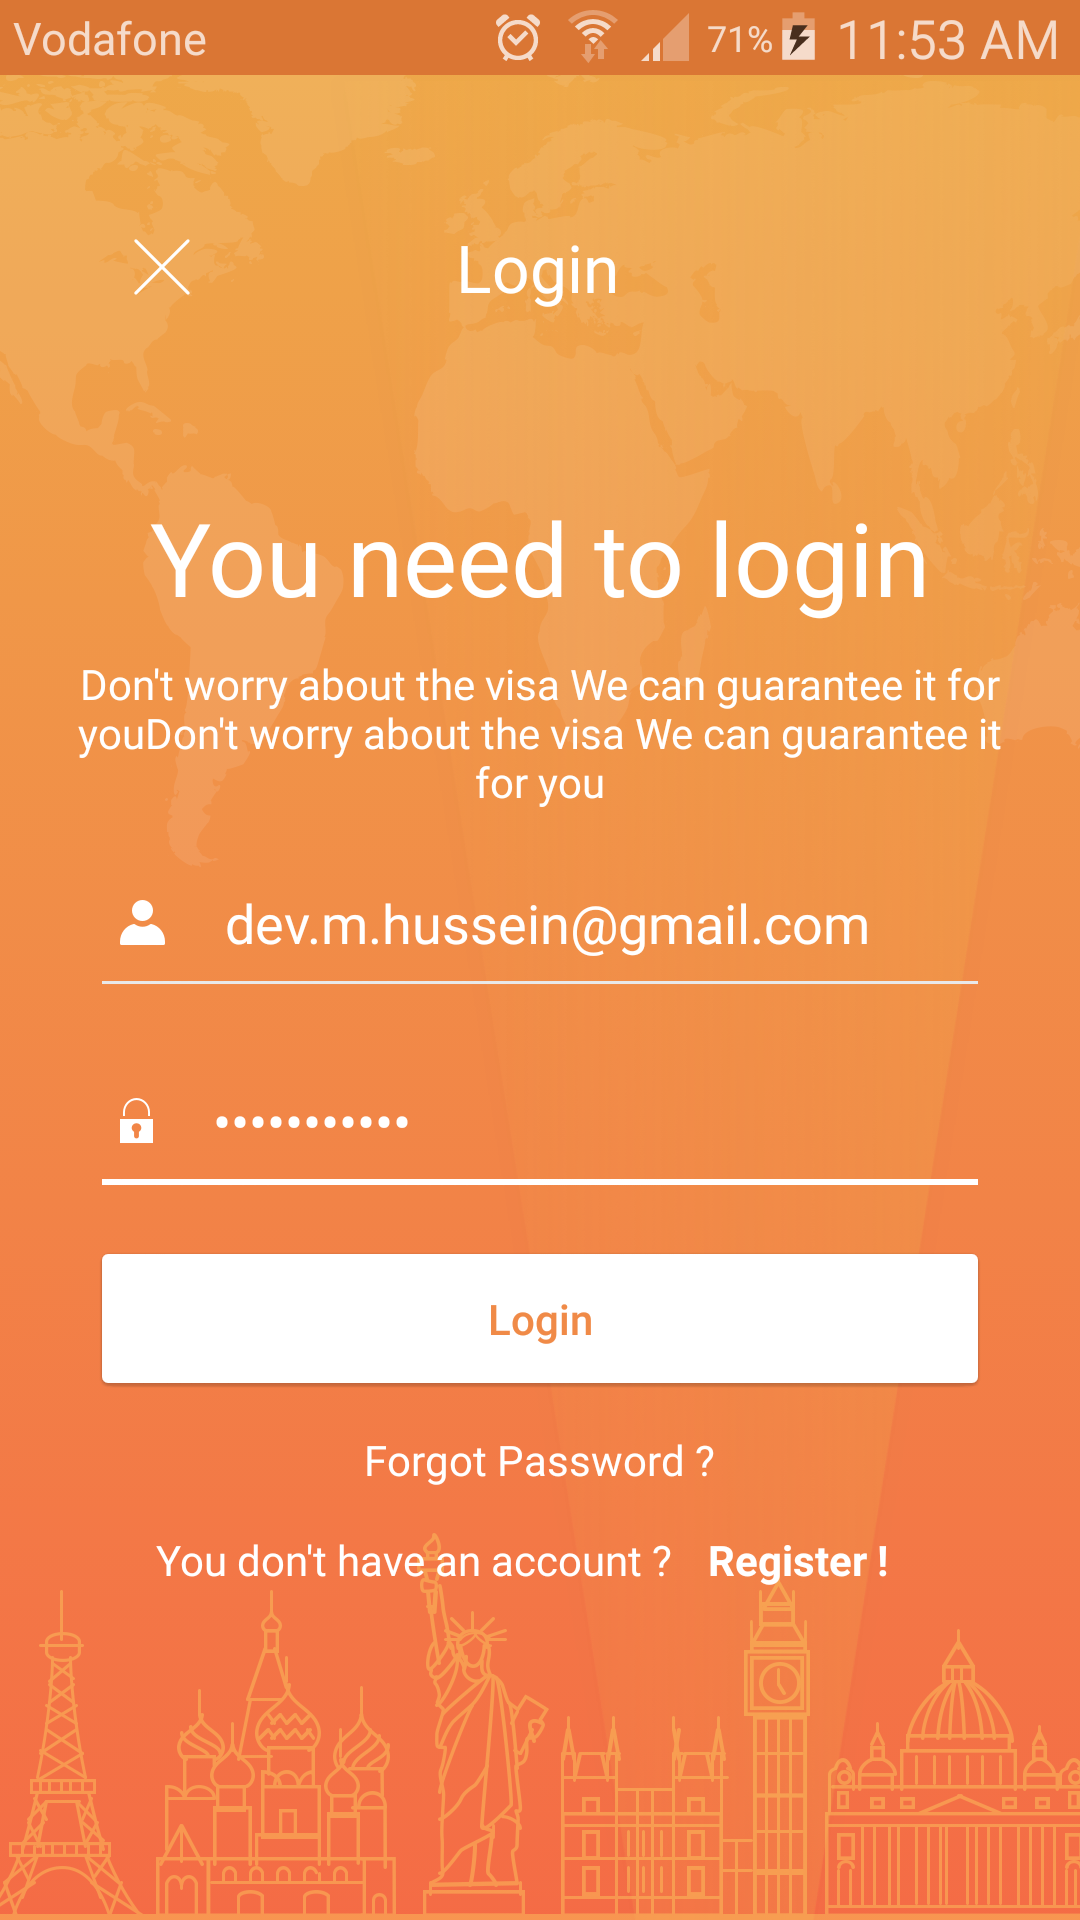 Vodafone 71% 11:53 AM
Login
You need to login
Don't worry about the visa We can guarantee it for
youDon't worry about the visa We can guarantee it
for you
dev.m.hussein@gmail.com
•••••••••••
Login
Forgot Password ?
You don't have an account ? Register !